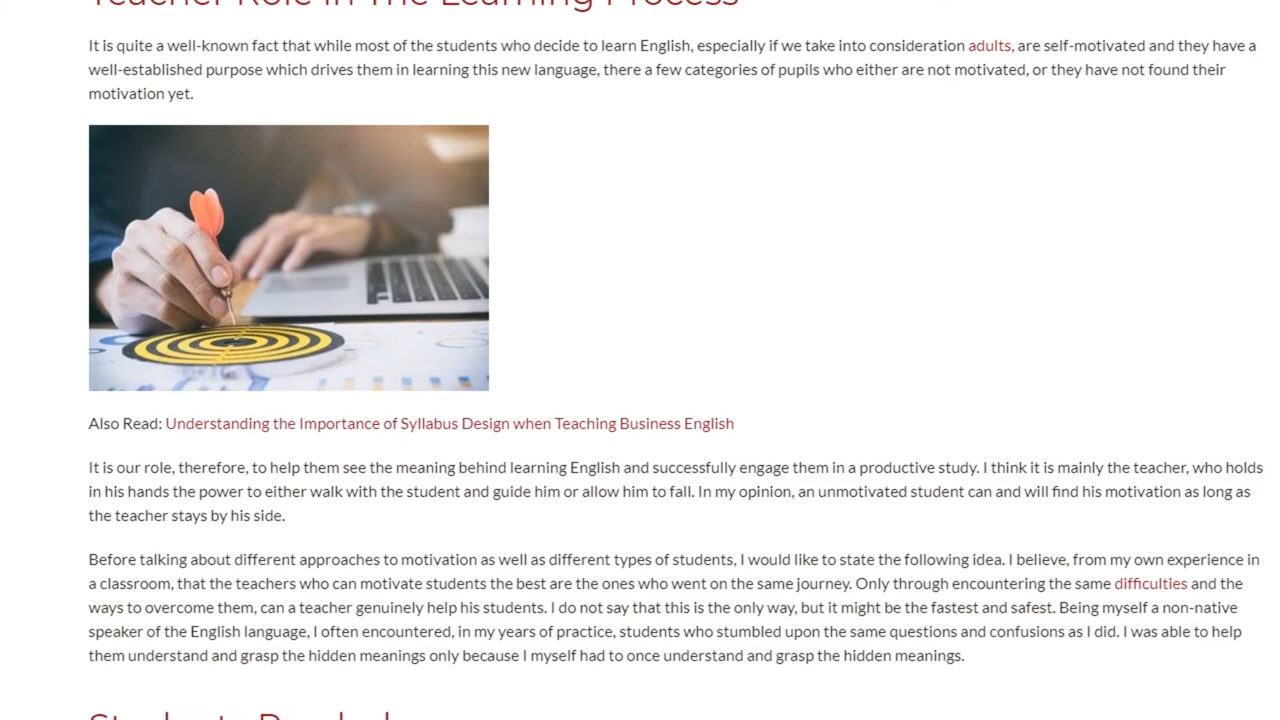 Teacher Role In The Learning Process
It is quite a well-known fact that while most of the students who decide to learn English, especially if we take into consideration adults, are self-motivated and they have a
well-established purpose which drives them in learning this new language, there a few categories of pupils who either are not motivated, or they have not found their
motivation yet.
Also Read: Understanding the Importance of Syllabus Design when Teaching Business English
It is our role, therefore, to help them see the meaning behind learning English and successfully engage them in a productive study. I think it is mainly the teacher, who holds
in his hands the power to either walk with the student and guide him or allow him to fall. In my opinion, an unmotivated student can and will find his motivation as long as
the teacher stays by his side.
Before talking about different approaches to motivation as well as different types of students, I would like to state the following idea. I believe, from my own experience in
a classroom, that the teachers who can motivate students the best are the ones who went on the same journey. Only through encountering the same difficulties and the
ways to overcome them, can a teacher genuinely help his students. I do not say that this is the only way, but it might be the fastest and safest. Being myself a non-native
speaker of the English language, I often encountered, in my years of practice, students who stumbled upon the same questions and confusions as I did. I was able to help
them understand and grasp the hidden meanings only because I myself had to once understand and grasp the hidden meanings.